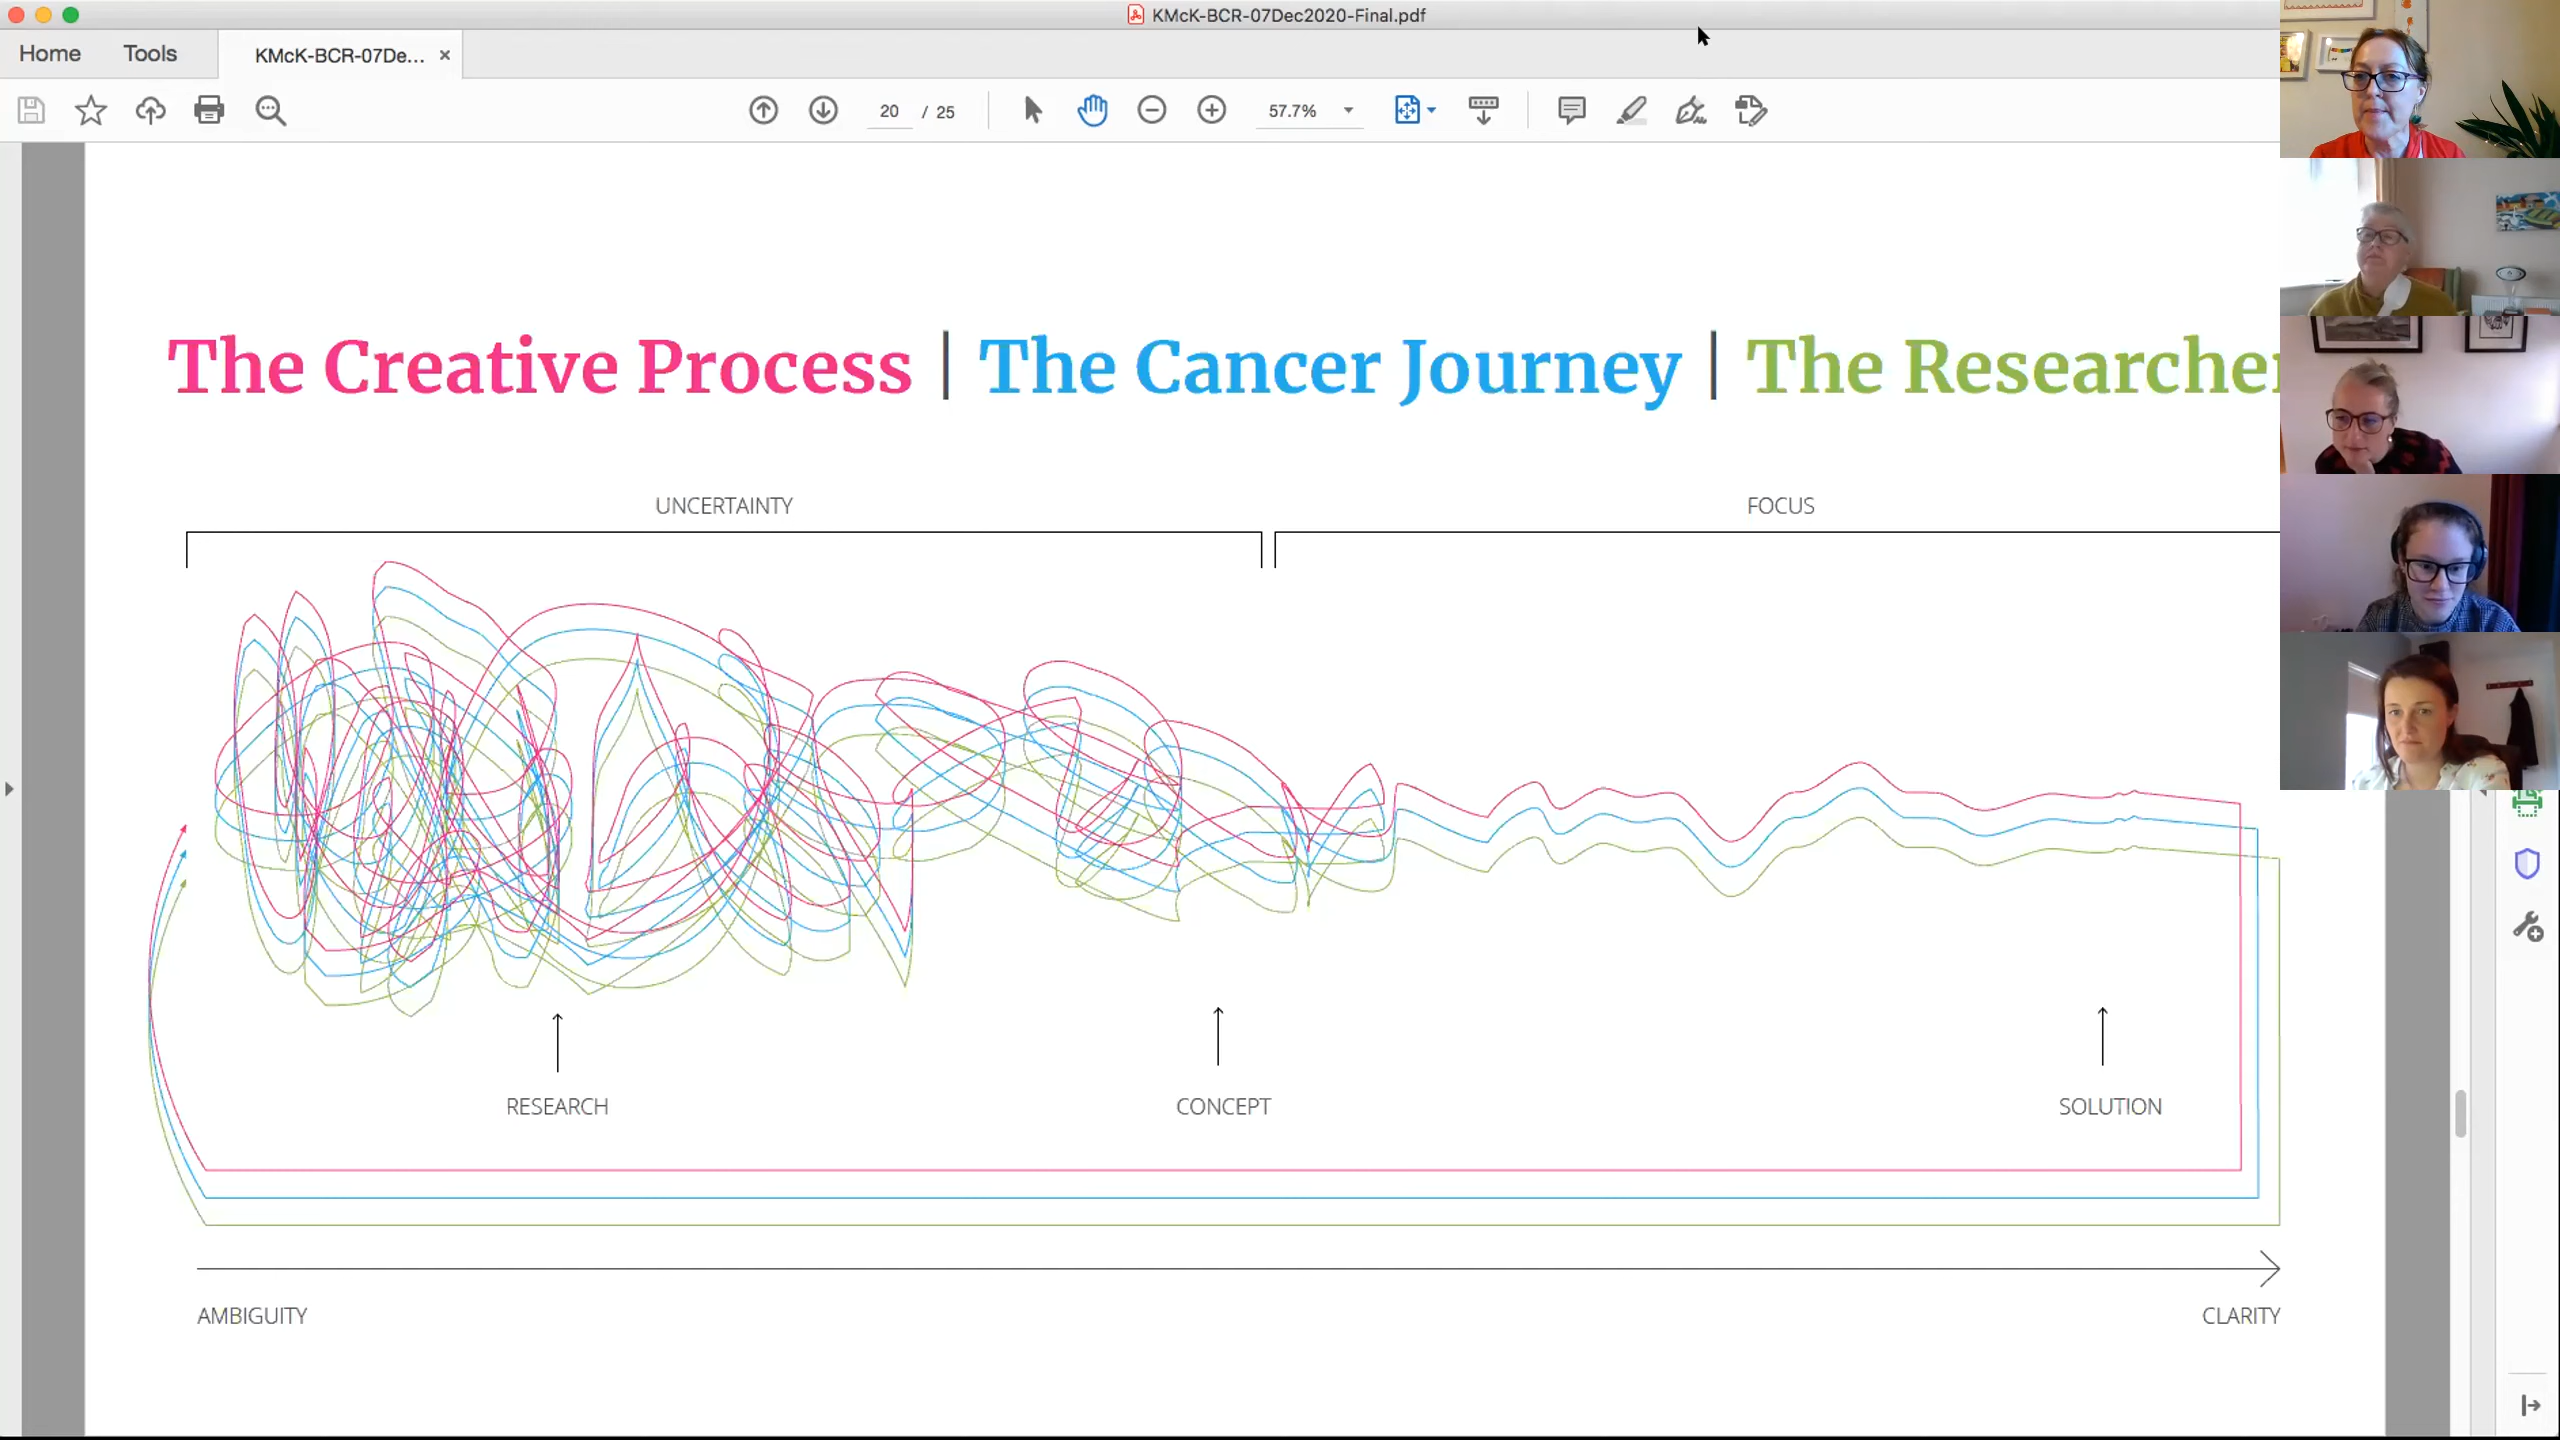 KMcK-BCR-07Dec2020-Final.pdf
Home Tools KMcK-BCR-07De... ×
20 / 25 57.7%
The Creative Process | The Cancer Journey | The Researcher
UNCERTAINTY FOCUS
RESEARCH CONCEPT SOLUTION
AMBIGUITY CLARITY